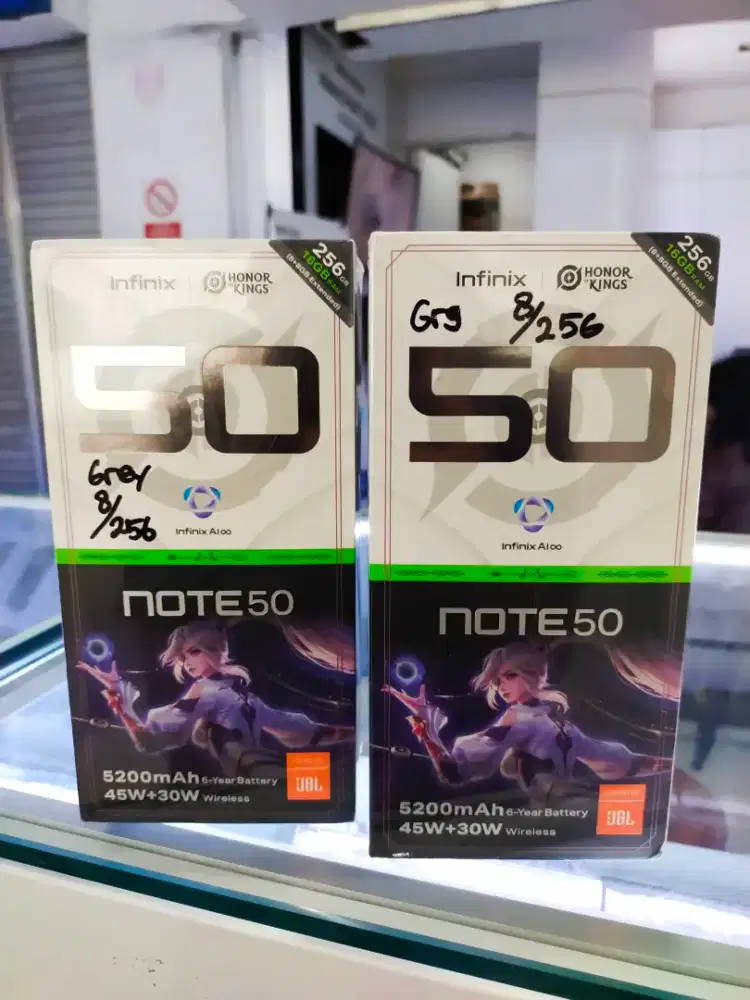 Infinix
HONOR
OF KINGS
256GB
16GB RAM
(8+8GB Extended)
50
Grey
8/256
Infinix AI∞
NOTE50
5200mAh 6-Year Battery
45W+30W Wireless
JBL
Infinix
HONOR
OF KINGS
256GB
16GB RAM
(8+8GB Extended)
Gry 8/256
50
Infinix AI∞
NOTE50
5200mAh 6-Year Battery
45W+30W Wireless
JBL